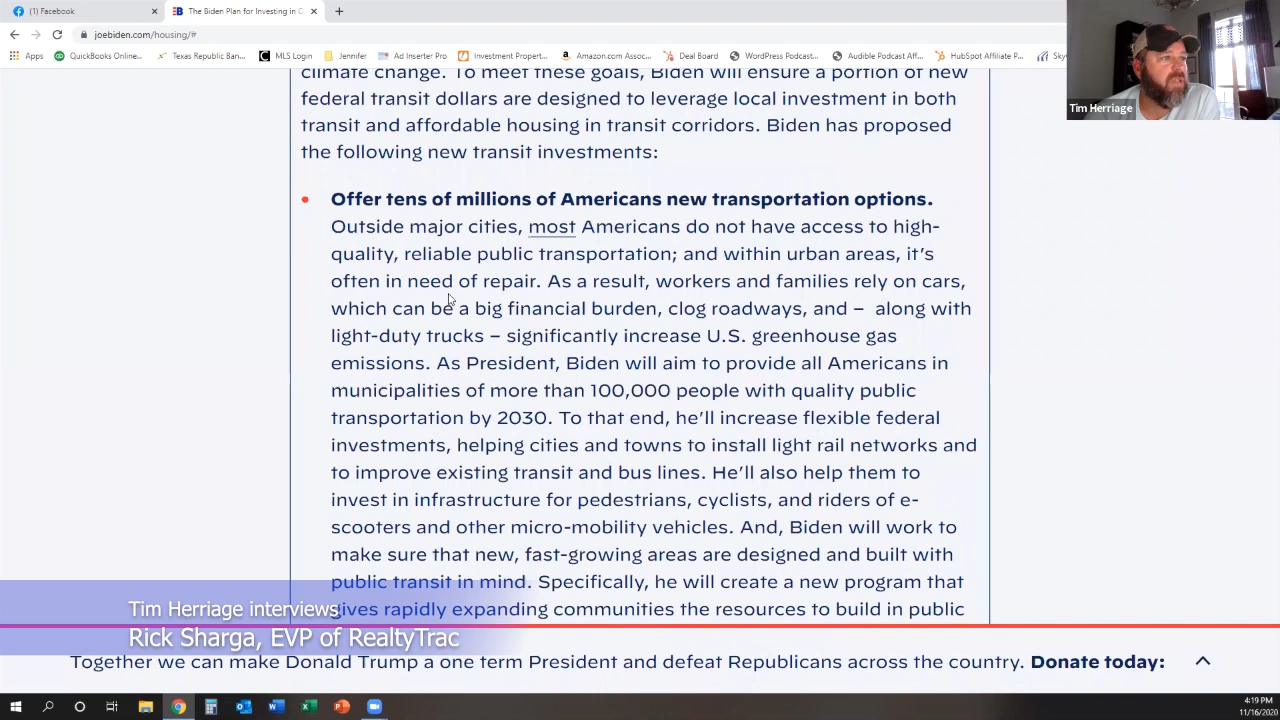 (1) Facebook
The Biden Plan for Investing in O
joebiden.com/housing/#
Apps
QuickBooks Online...
Texas Republic Ban...
MLS Login
Jennifer
Ad Inserter Pro
Investment Propert...
Amazon.com Assoc...
Deal Board
WordPress Podcast...
Audible Podcast Aff...
HubSpot Affiliate P...
Sky
Tim Herriage
climate change. To meet these goals, Biden will ensure a portion of new
federal transit dollars are designed to leverage local investment in both
transit and affordable housing in transit corridors. Biden has proposed
the following new transit investments:
Offer tens of millions of Americans new transportation options.
Outside major cities, most Americans do not have access to high-
quality, reliable public transportation; and within urban areas, it's
often in need of repair. As a result, workers and families rely on cars,
which can be a big financial burden, clog roadways, and – along with
light-duty trucks – significantly increase U.S. greenhouse gas
emissions. As President, Biden will aim to provide all Americans in
municipalities of more than 100,000 people with quality public
transportation by 2030. To that end, he'll increase flexible federal
investments, helping cities and towns to install light rail networks and
to improve existing transit and bus lines. He'll also help them to
invest in infrastructure for pedestrians, cyclists, and riders of e-
scooters and other micro-mobility vehicles. And, Biden will work to
make sure that new, fast-growing areas are designed and built with
public transit in mind. Specifically, he will create a new program that
gives rapidly expanding communities the resources to build in public
Tim Herriage interviews
Rick Sharga, EVP of RealtyTrac
Together we can make Donald Trump a one term President and defeat Republicans across the country. Donate today:
4:19 PM
11/16/2020